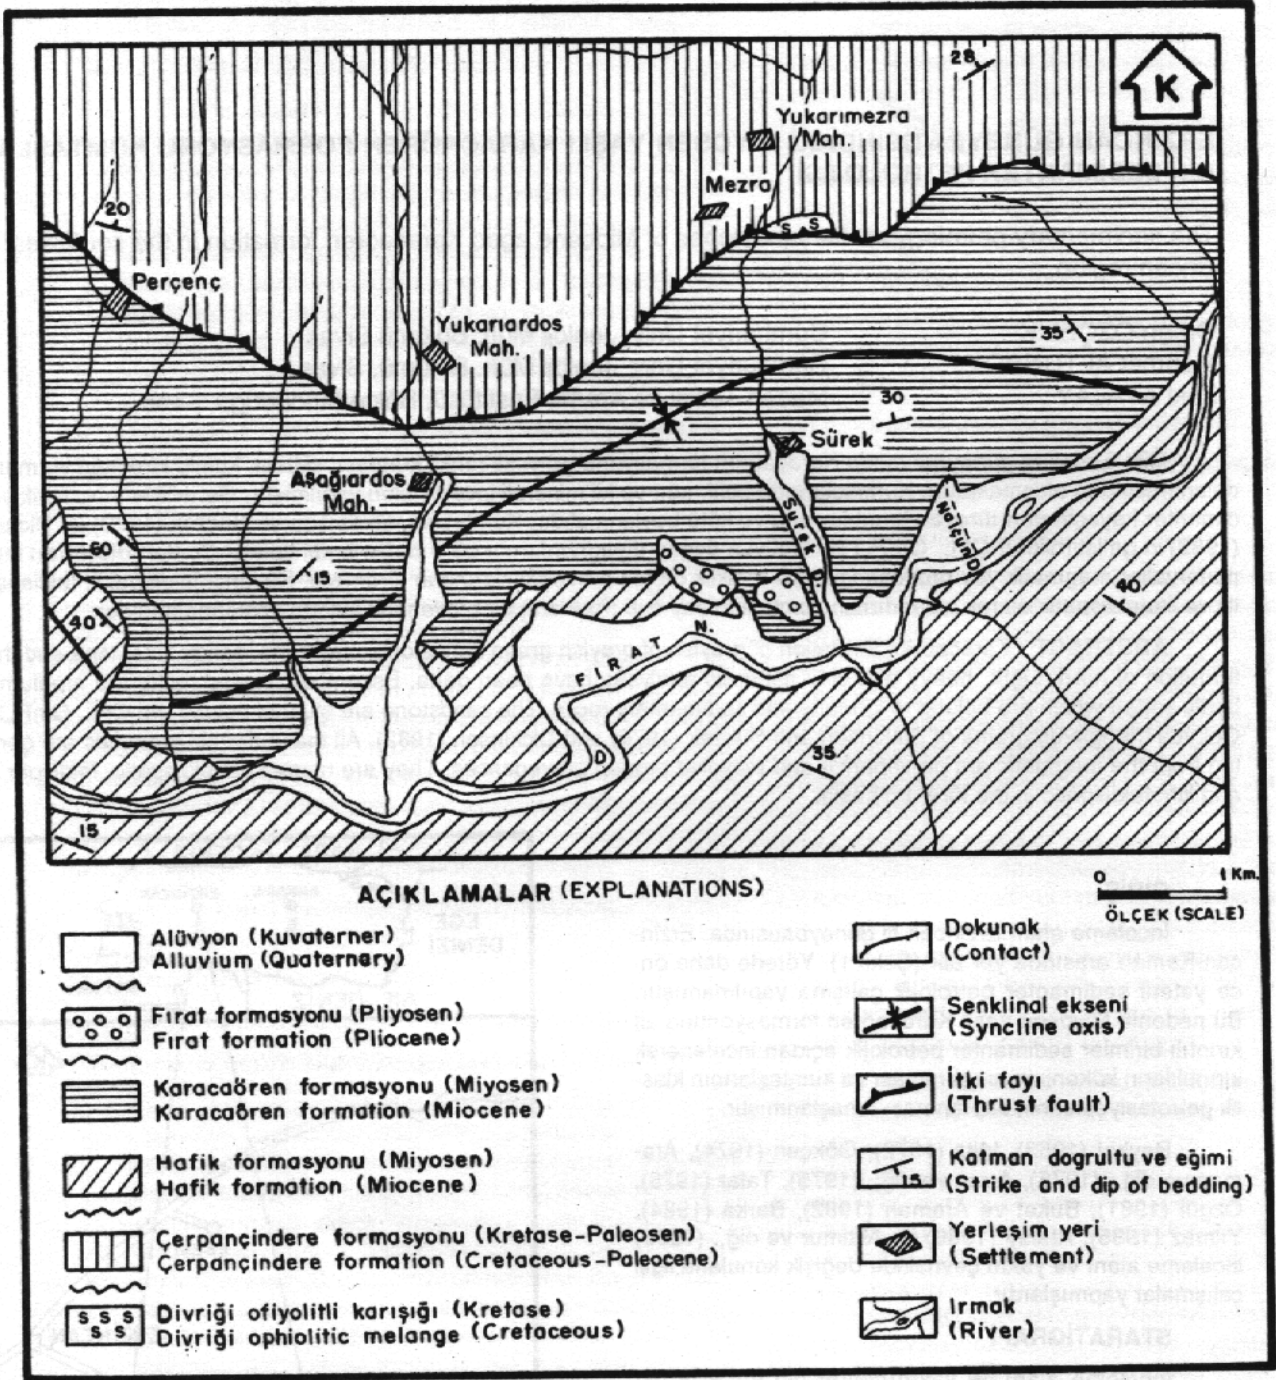 28
K
Yukarımezra
Mah.
Mezra
20
S S
Perçenç
Yukarıardos
Mah.
35
30
Sürek
Aşağıardos
Mah.
Surek D.
Nalçün D.
60
15
40
40
FIRAT N.
D
35
15
AÇIKLAMALAR (EXPLANATIONS)
0 1 Km.
ÖLÇEK (SCALE)
Alüvyon (Kuvaterner)
Alluvium (Quaternary)
Fırat formasyonu (Pliyosen)
Fırat formation (Pliocene)
Karacaören formasyonu (Miyosen)
Karacaören formation (Miocene)
Hafik formasyonu (Miyosen)
Hafik formation (Miocene)
Çerpançindere formasyonu (Kretase-Paleosen)
Çerpançindere formation (Cretaceous-Paleocene)
S S S
S S
Divriği ofiyolitli karışığı (Kretase)
Divriği ophiolitic melange (Cretaceous)
Dokunak
(Contact)
Senklinal ekseni
(Syncline axis)
İtki fayı
(Thrust fault)
15
Katman doğrultu ve eğimi
(Strike and dip of bedding)
Yerleşim yeri
(Settlement)
Irmak
(River)